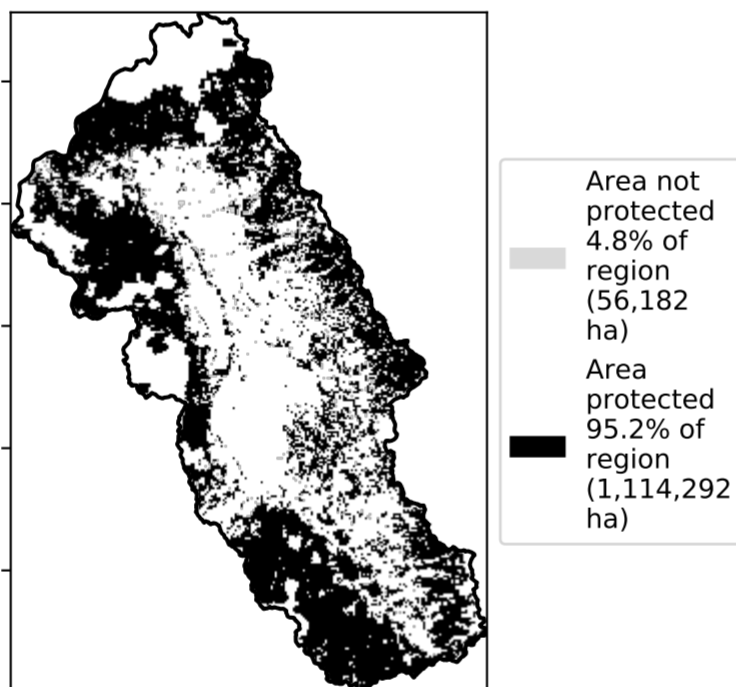 Area not
protected
4.8% of
region
(56,182
ha)
Area
protected
95.2% of
region
(1,114,292
ha)